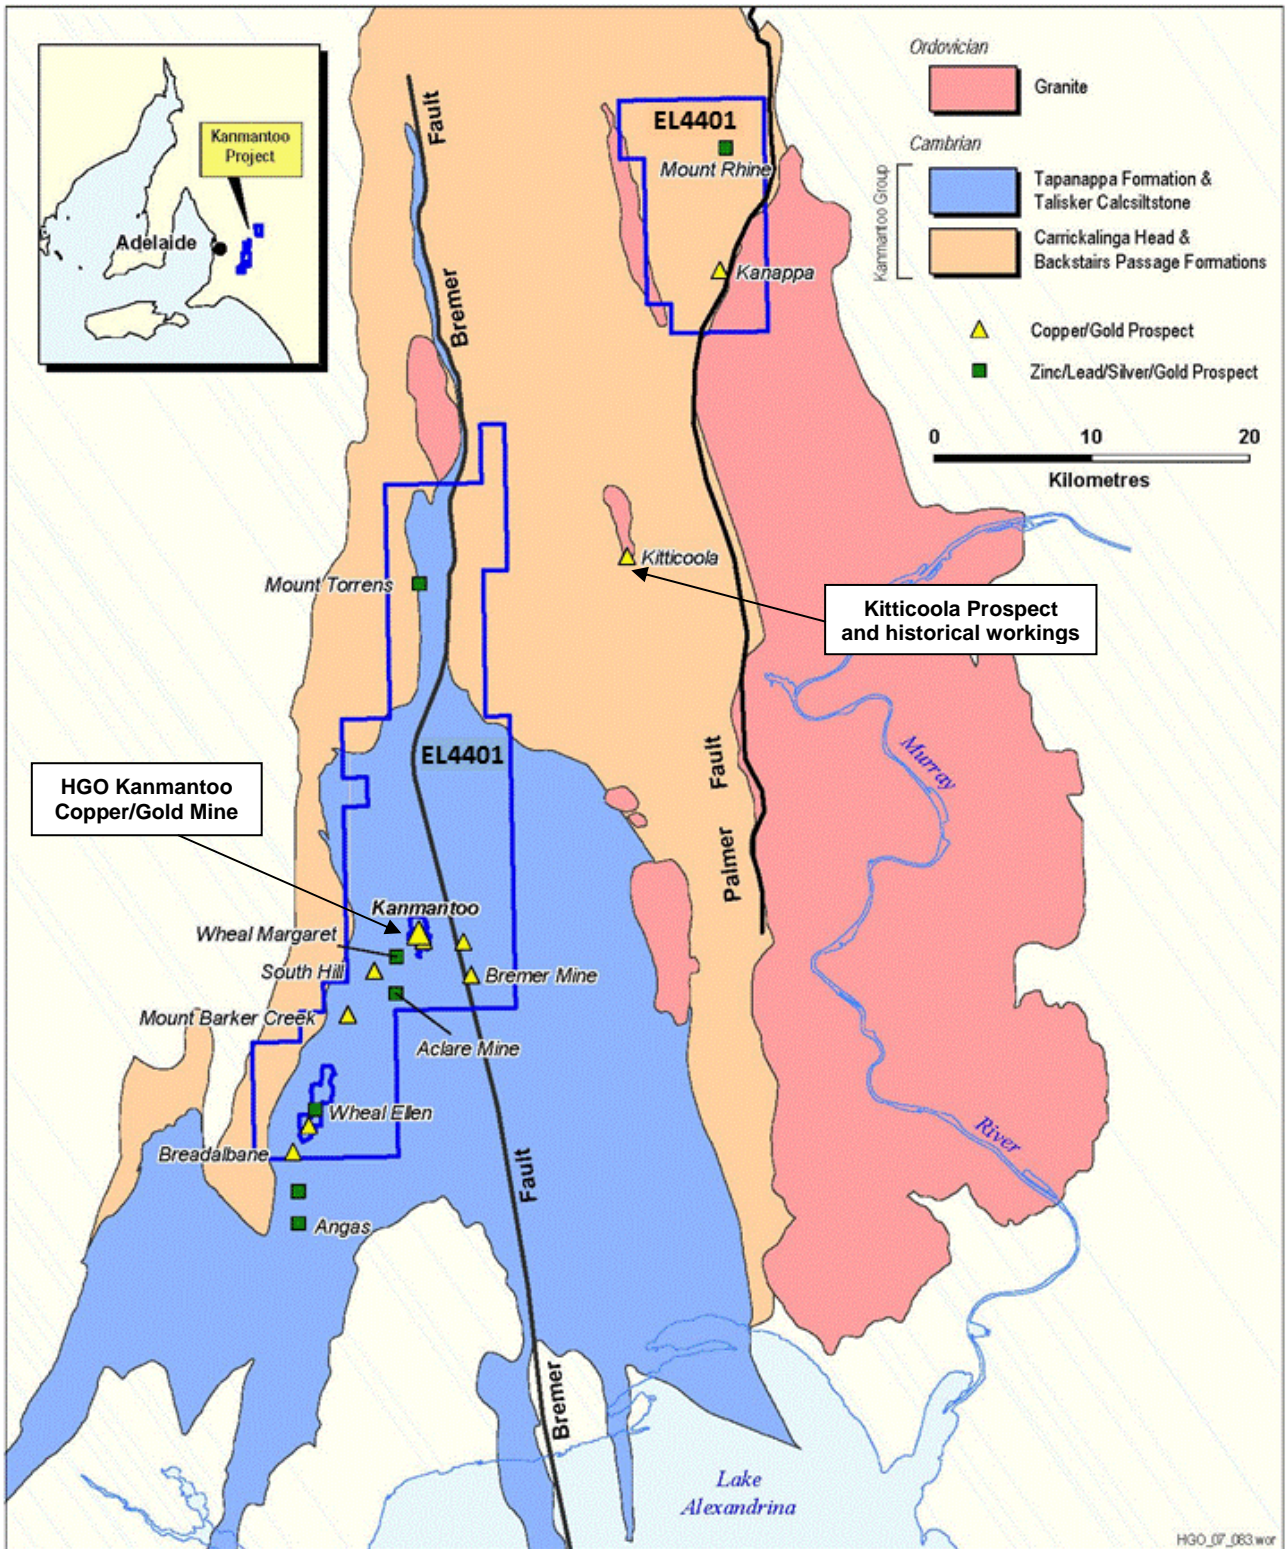 Kanmantoo
Project
Adelaide
Fault
Bremer
EL4401
Mount Rhine
Kanappa
Ordovician
Granite
Cambrian
Kanmantoo Group
Tapanappa Formation &
Talisker Calcsiltstone
Carrickalinga Head &
Backstairs Passage Formations
Copper/Gold Prospect
Zinc/Lead/Silver/Gold Prospect
0 10 20
Kilometres
Mount Torrens
Kitticoola
Kitticoola Prospect
and historical workings
EL4401
HGO Kanmantoo
Copper/Gold Mine
Fault
Palmer
Murray
River
Kanmantoo
Wheal Margaret
South Hill
Bremer Mine
Mount Barker Creek
Aclare Mine
Wheal Ellen
Breadalbane
Angas
Fault
Bremer
Lake
Alexandrina
HGO_07_083.wor